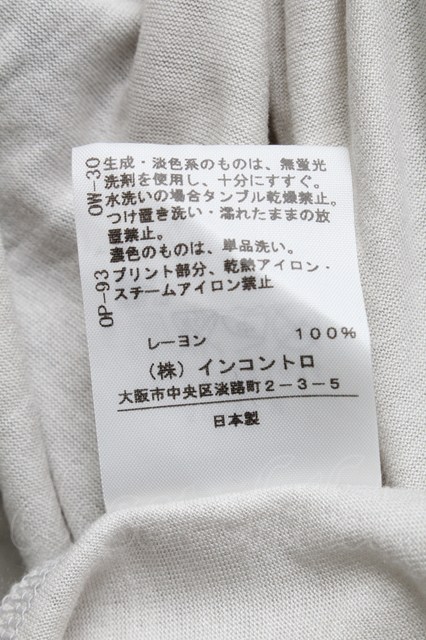 OW-30
生成・淡色系のものは、無蛍光
洗剤を使用し、十分にすすぐ。
水洗いの場合タンブル乾燥禁止。
つけ置き洗い・濡れたままの放
置禁止。
濃色のものは、単品洗い。
OP-93
プリント部分、乾熱アイロン・
スチームアイロン禁止
レーヨン 100%
(株)インコントロ
大阪市中央区淡路町2-3-5
日本製